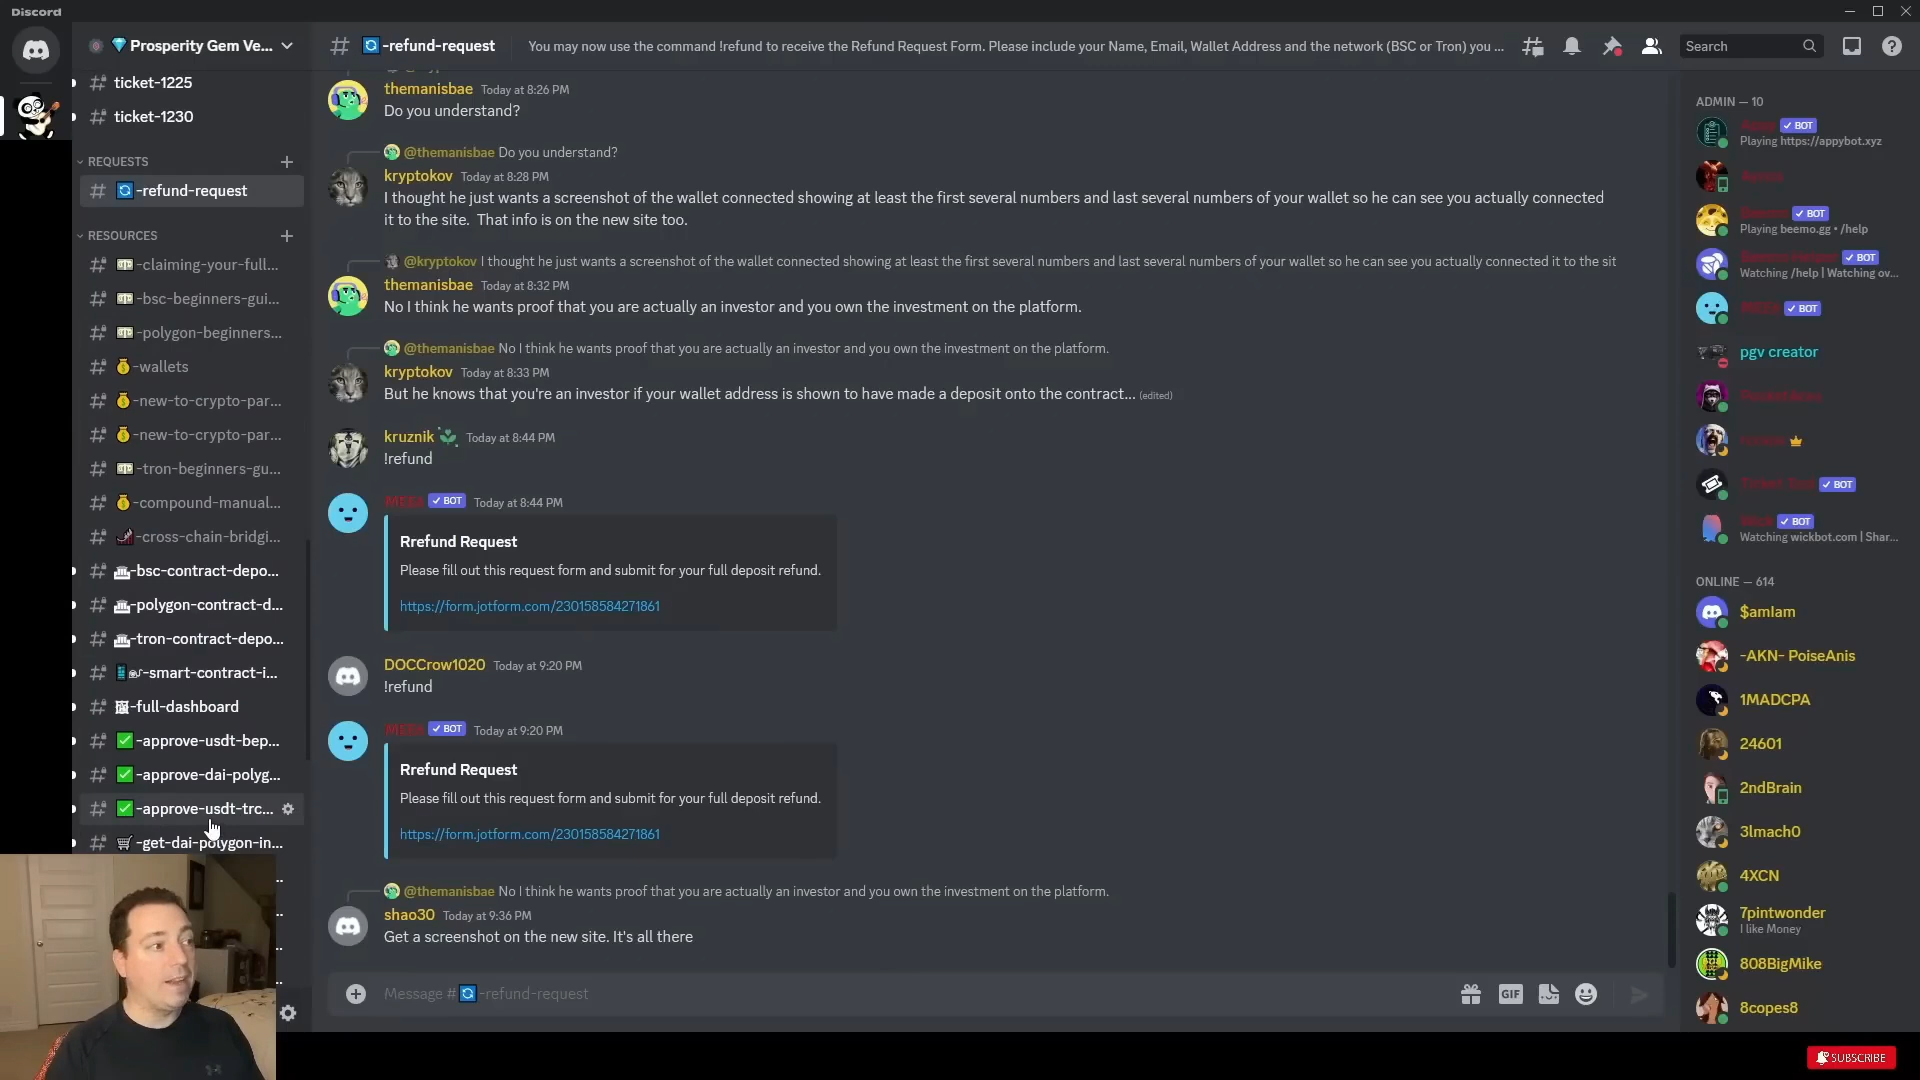 Discord
Prosperity Gem Ve...
ticket-1225
ticket-1230
REQUESTS
-refund-request
RESOURCES
-claiming-your-full...
-bsc-beginners-gui...
-polygon-beginners...
-wallets
-new-to-crypto-par...
-new-to-crypto-par...
-tron-beginners-gu...
-compound-manual...
-cross-chain-bridgi...
-bsc-contract-depo...
-polygon-contract-d...
-tron-contract-depo...
-smart-contract-i...
-full-dashboard
-approve-usdt-bep...
-approve-dai-polyg...
-approve-usdt-trc...
-get-dai-polygon-in...
-refund-request
You may now use the command !refund to receive the Refund Request Form. Please include your Name, Email, Wallet Address and the network (BSC or Tron) you ...
Search
themanisbae Today at 8:26 PM
Do you understand?
@themanisbae Do you understand?
kryptokov Today at 8:28 PM
I thought he just wants a screenshot of the wallet connected showing at least the first several numbers and last several numbers of your wallet so he can see you actually connected
it to the site. That info is on the new site too.
@kryptokov I thought he just wants a screenshot of the wallet connected showing at least the first several numbers and last several numbers of your wallet so he can see you actually connected it to the sit
themanisbae Today at 8:32 PM
No I think he wants proof that you are actually an investor and you own the investment on the platform.
@themanisbae No I think he wants proof that you are actually an investor and you own the investment on the platform.
kryptokov Today at 8:33 PM
But he knows that you're an investor if your wallet address is shown to have made a deposit onto the contract... (edited)
kruznik Today at 8:44 PM
!refund
MEE6 BOT Today at 8:44 PM
Rrefund Request
Please fill out this request form and submit for your full deposit refund.
https://form.jotform.com/230158584271861
DOCCrow1020 Today at 9:20 PM
!refund
MEE6 BOT Today at 9:20 PM
Rrefund Request
Please fill out this request form and submit for your full deposit refund.
https://form.jotform.com/230158584271861
@themanisbae No I think he wants proof that you are actually an investor and you own the investment on the platform.
shao30 Today at 9:36 PM
Get a screenshot on the new site. It's all there
Message # -refund-request
GIF
ADMIN — 10
BOT
Playing https://appybot.xyz
BOT
Playing beemo.gg • /help
BOT
Watching /help | Watching ov...
MEE6 BOT
pgv creator
BOT
Wick BOT
Watching wickbot.com | Shar...
ONLINE — 614
$amIam
-AKN- PoiseAnis
1MADCPA
24601
2ndBrain
3lmach0
4XCN
7pintwonder
I like Money
808BigMike
8copes8
SUBSCRIBE